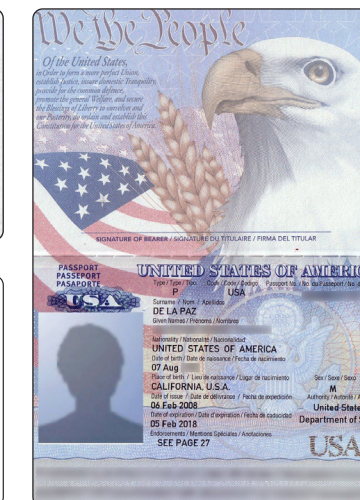 We the People
Of the United States,
in Order to form a more perfect Union,
establish Justice, insure domestic Tranquility,
provide for the common defence,
promote the general Welfare, and secure
the Blessings of Liberty to ourselves and
our Posterity, do ordain and establish this
Constitution for the United States of America.
SIGNATURE OF BEARER / SIGNATURE DU TITULAIRE / FIRMA DEL TITULAR
PASSPORT
PASSEPORT
PASAPORTE
USA
UNITED STATES OF AMERIC
Type / Type / Tipo Code / Code / Código Passport No. / No. du Passeport / No. de
P USA
Surname / Nom / Apellidos
DE LA PAZ
Given Names / Prénoms / Nombres
Nationality / Nationalité / Nacionalidad
UNITED STATES OF AMERICA
Date of birth / Date de naissance / Fecha de nacimiento
07 Aug
Place of birth / Lieu de naissance / Lugar de nacimiento Sex / Sexe / Sexo
CALIFORNIA, U.S.A. M
Date of issue / Date de délivrance / Fecha de expedición Authority / Autorité /
06 Feb 2008 United State
Date of expiration / Date d'expiration / Fecha de caducidad Department of S
05 Feb 2018
Endorsements / Mentions Spéciales / Anotaciones
SEE PAGE 27
USA